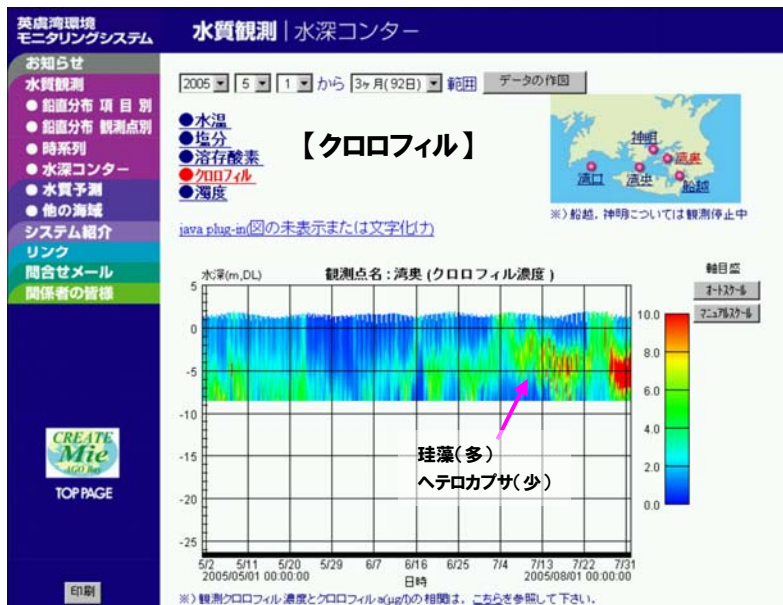 英虞湾環境
モニタリングシステム
水質観測 | 水深コンター
お知らせ
水質観測
● 鉛直分布 項 目 別
● 鉛直分布 観測点別
● 時系列
● 水深コンター
● 水質予測
● 他の海域
システム紹介
リンク
問合せメール
関係者の皆様
2005 5 1 から 3ヶ月(92日) 範囲 データの作図
●水温
●塩分
●溶存酸素
●クロロフィル
●濁度
【クロロフィル】
神明
湾奥
湾口
湾央
船越
※)船越, 神明については観測停止中
java plug-in(図の未表示または文字化け)
水深(m,DL) 観測点名 : 湾奥 (クロロフィル濃度 )
軸目盛
オートスケール
マニュアルスケール
5
0
-5
-10
-15
-20
-25
10.0
8.0
6.0
4.0
2.0
0.0
珪藻(多)
ヘテロカプサ(少)
5/2 5/11 5/20 5/29 6/7 6/16 6/25 7/4 7/13 7/22 7/31
2005/05/01 00:00:00 2005/08/01 00:00:00
日時
CREATE
Mie
AGO Bay
TOP PAGE
印刷
※)観測クロロフィル濃度とクロロフィルa(μg/l)の相関は, こちらを参照して下さい.